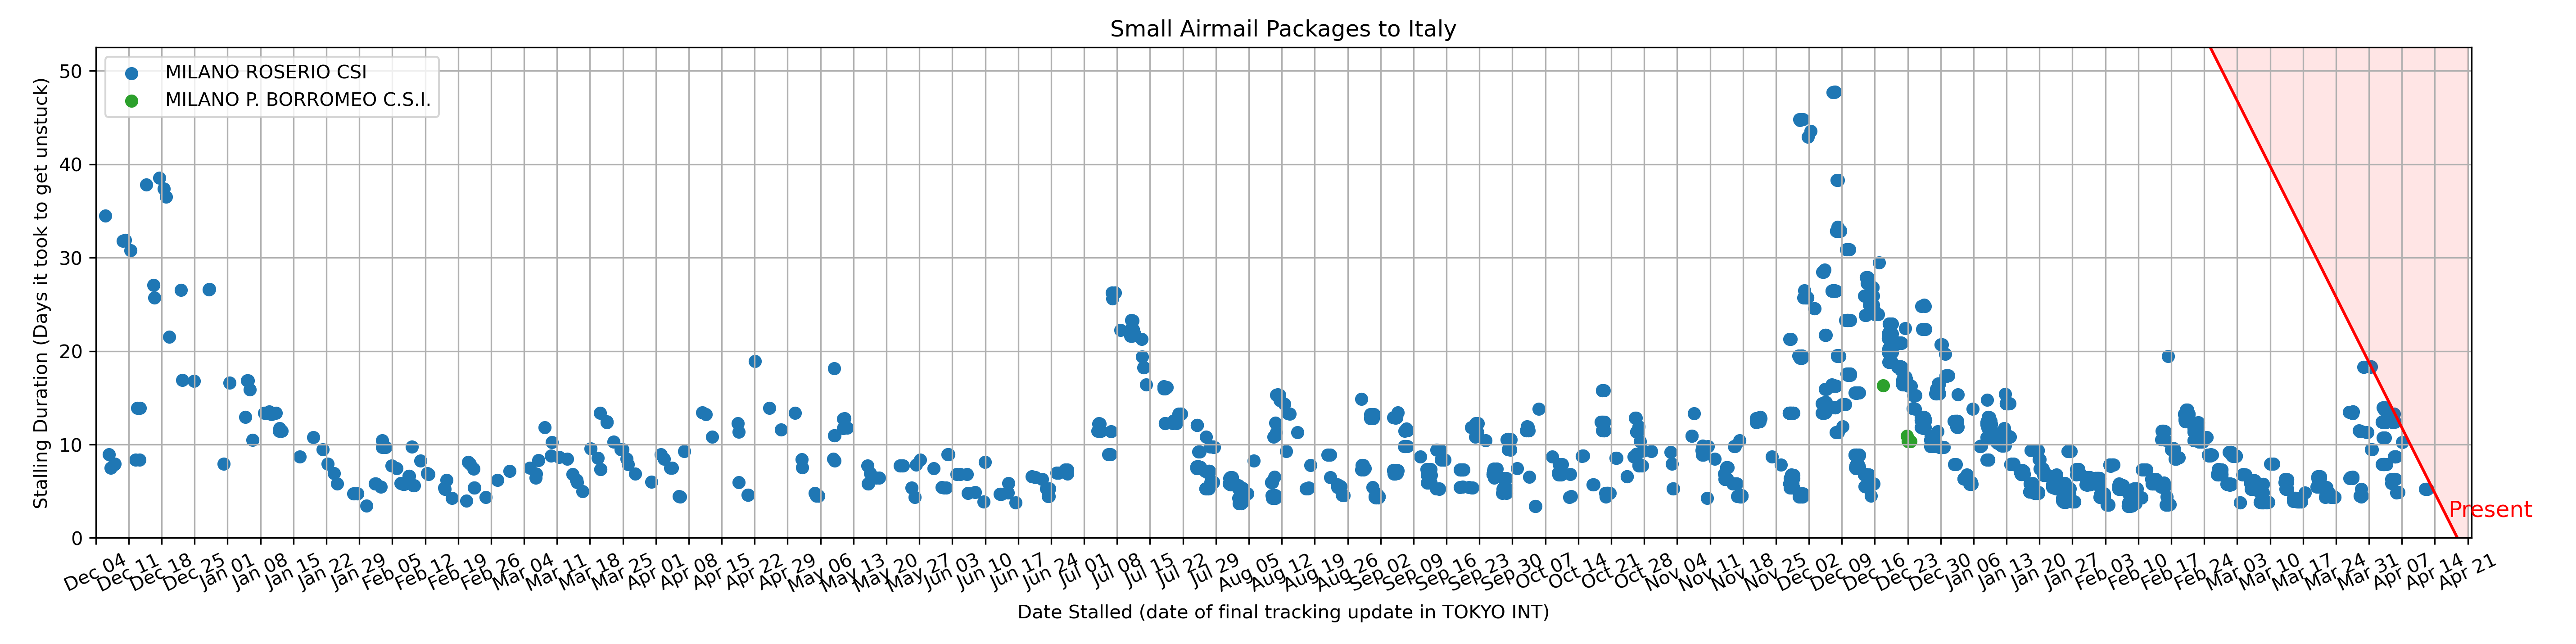 Small Airmail Packages to Italy
MILANO ROSERIO CSI
MILANO P. BORROMEO C.S.I.
Stalling Duration (Days it took to get unstuck)
50
40
30
20
10
0
Present
Dec 04 Dec 11 Dec 18 Dec 25 Jan 01 Jan 08 Jan 15 Jan 22 Jan 29 Feb 05 Feb 12 Feb 19 Feb 26 Mar 04 Mar 11 Mar 18 Mar 25 Apr 01 Apr 08 Apr 15 Apr 22 Apr 29 May 06 May 13 May 20 May 27 Jun 03 Jun 10 Jun 17 Jun 24 Jul 01 Jul 08 Jul 15 Jul 22 Jul 29 Aug 05 Aug 12 Aug 19 Aug 26 Sep 02 Sep 09 Sep 16 Sep 23 Sep 30 Oct 07 Oct 14 Oct 21 Oct 28 Nov 04 Nov 11 Nov 18 Nov 25 Dec 02 Dec 09 Dec 16 Dec 23 Dec 30 Jan 06 Jan 13 Jan 20 Jan 27 Feb 03 Feb 10 Feb 17 Feb 24 Mar 03 Mar 10 Mar 17 Mar 24 Mar 31 Apr 07 Apr 14 Apr 21
Date Stalled (date of final tracking update in TOKYO INT)